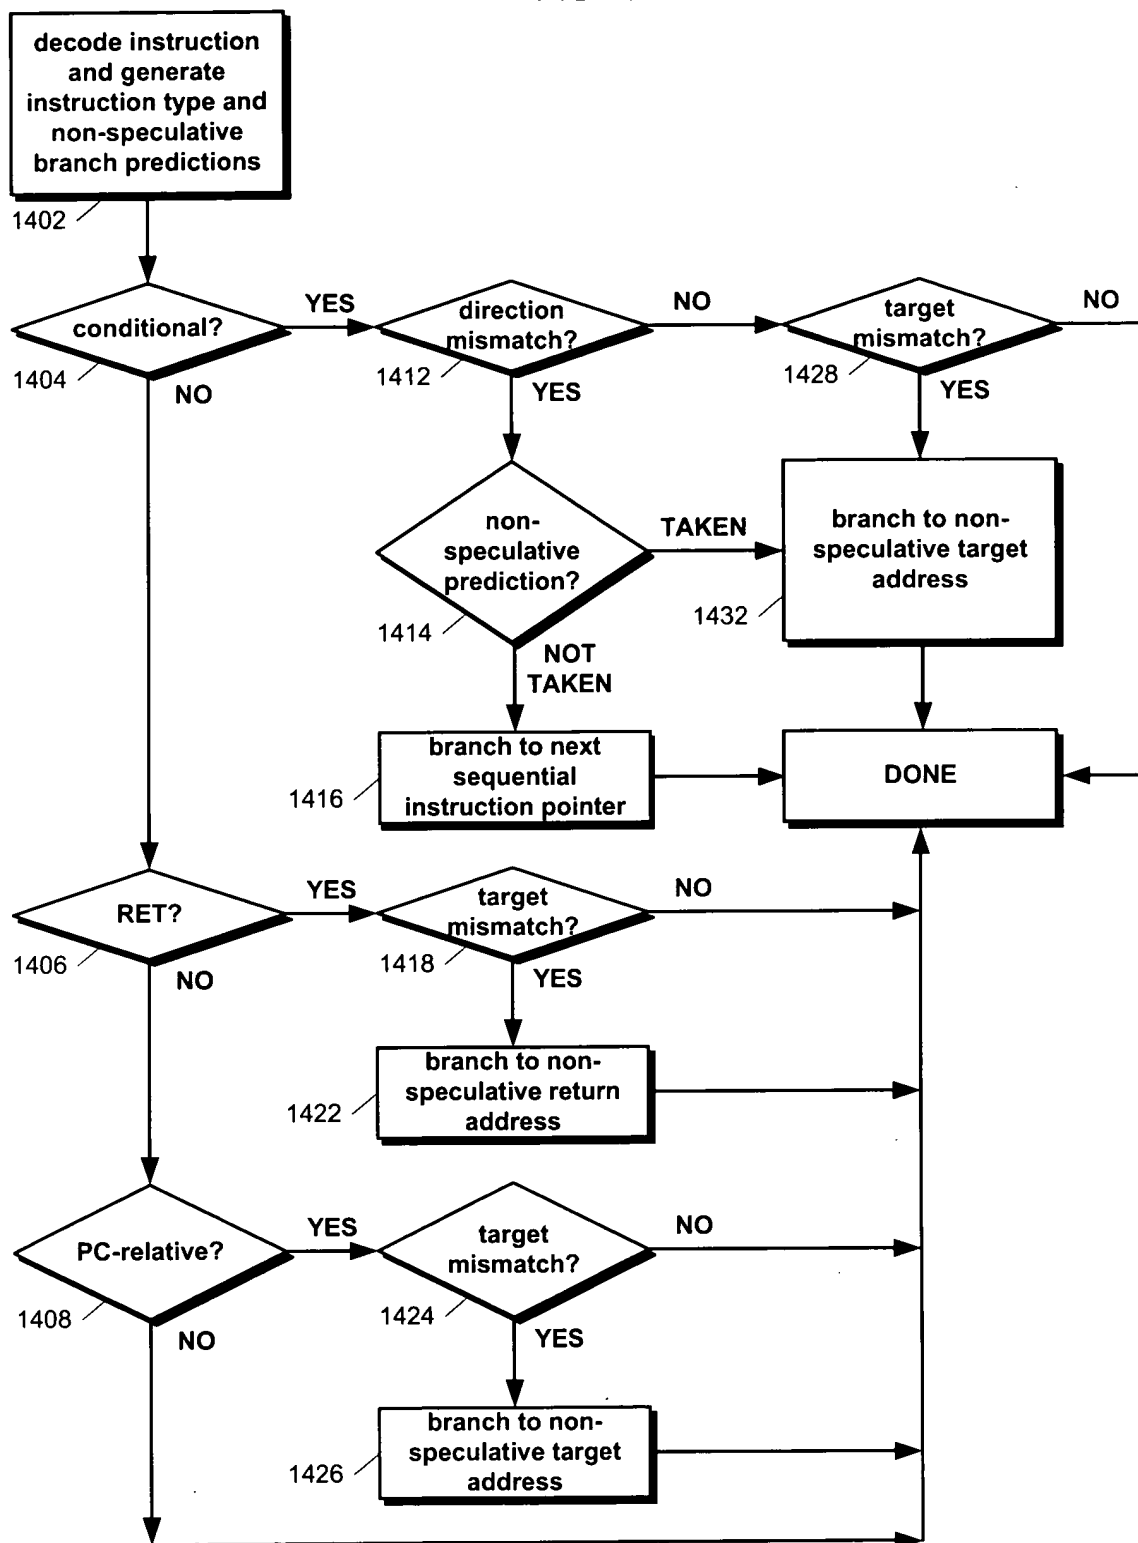 decode instruction
and generate
instruction type and
non-speculative
branch predictions
1402
conditional?
1404
YES
NO
direction
mismatch?
1412
NO
YES
target
mismatch?
1428
NO
YES
non-
speculative
prediction?
1414
TAKEN
NOT
TAKEN
branch to non-
speculative target
address
1432
branch to next
sequential
instruction pointer
1416
DONE
RET?
1406
YES
NO
target
mismatch?
1418
NO
YES
branch to non-
speculative return
address
1422
PC-relative?
1408
YES
NO
target
mismatch?
1424
NO
YES
branch to non-
speculative target
address
1426